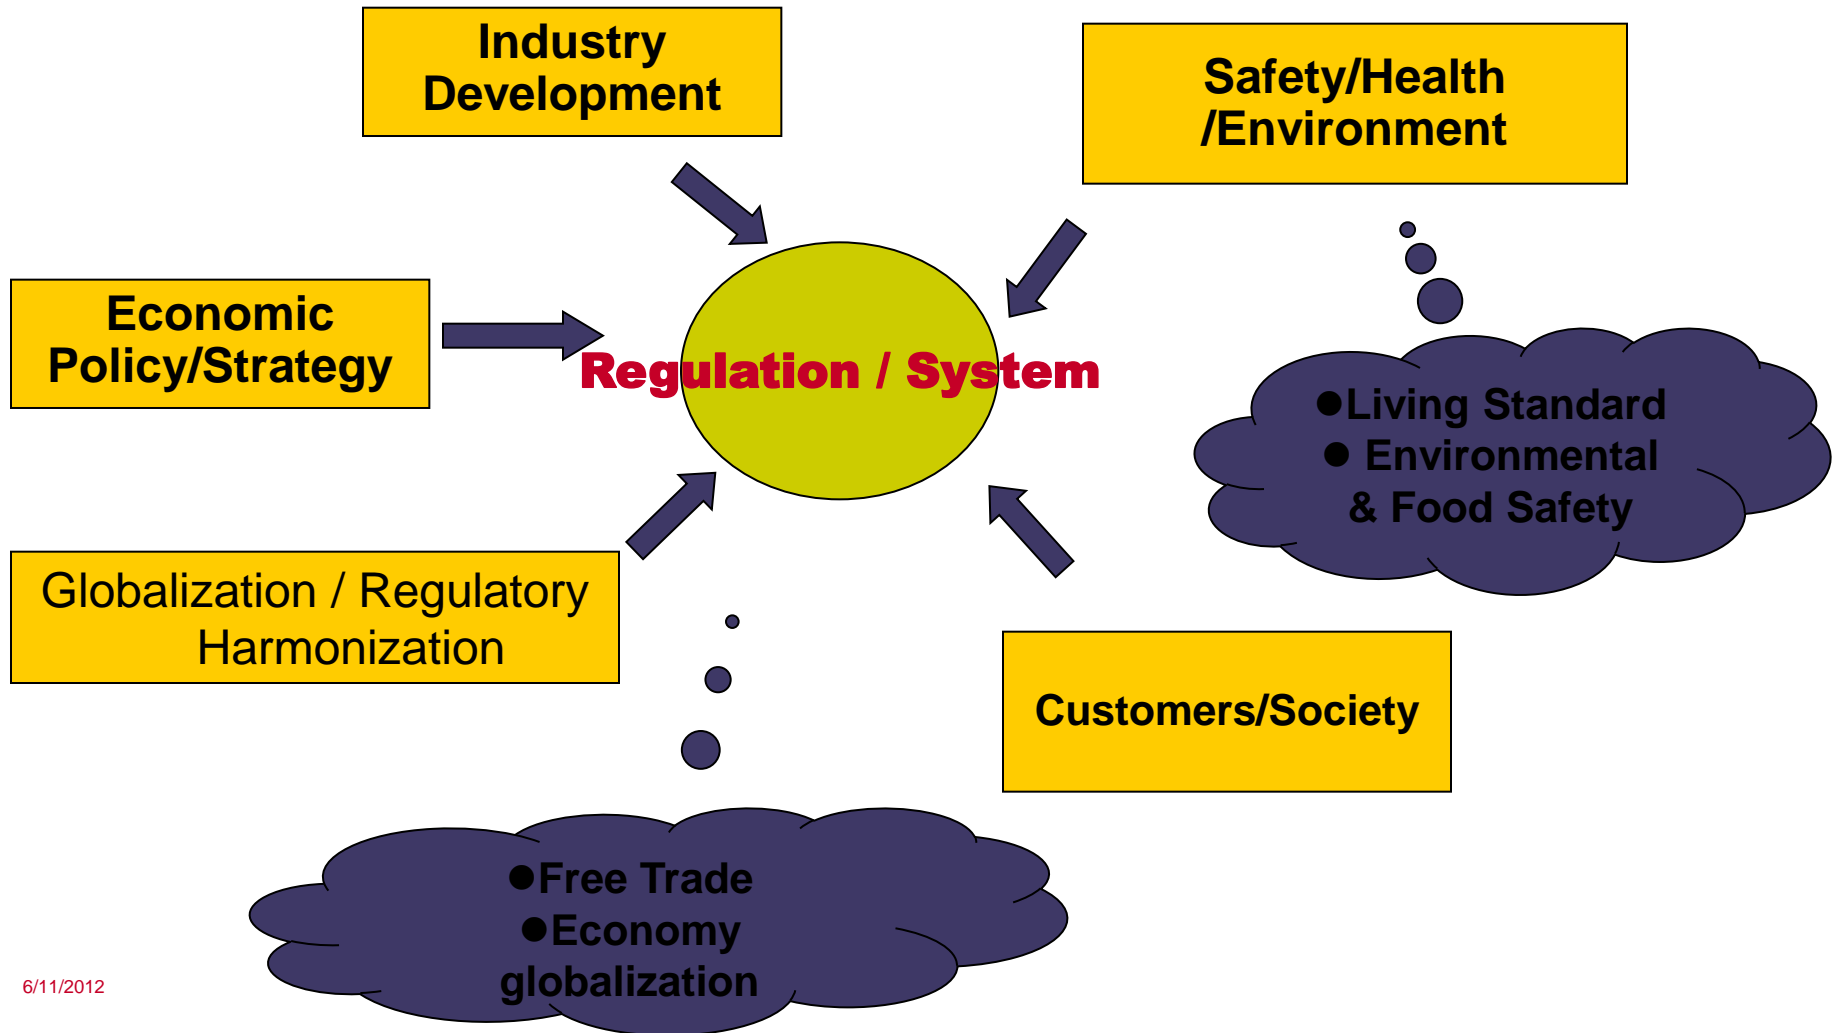 Industry
Development
Safety/Health
/Environment
Economic
Policy/Strategy
Regulation / System
●Living Standard
● Environmental
& Food Safety
Globalization / Regulatory
Harmonization
Customers/Society
●Free Trade
●Economy
globalization
6/11/2012